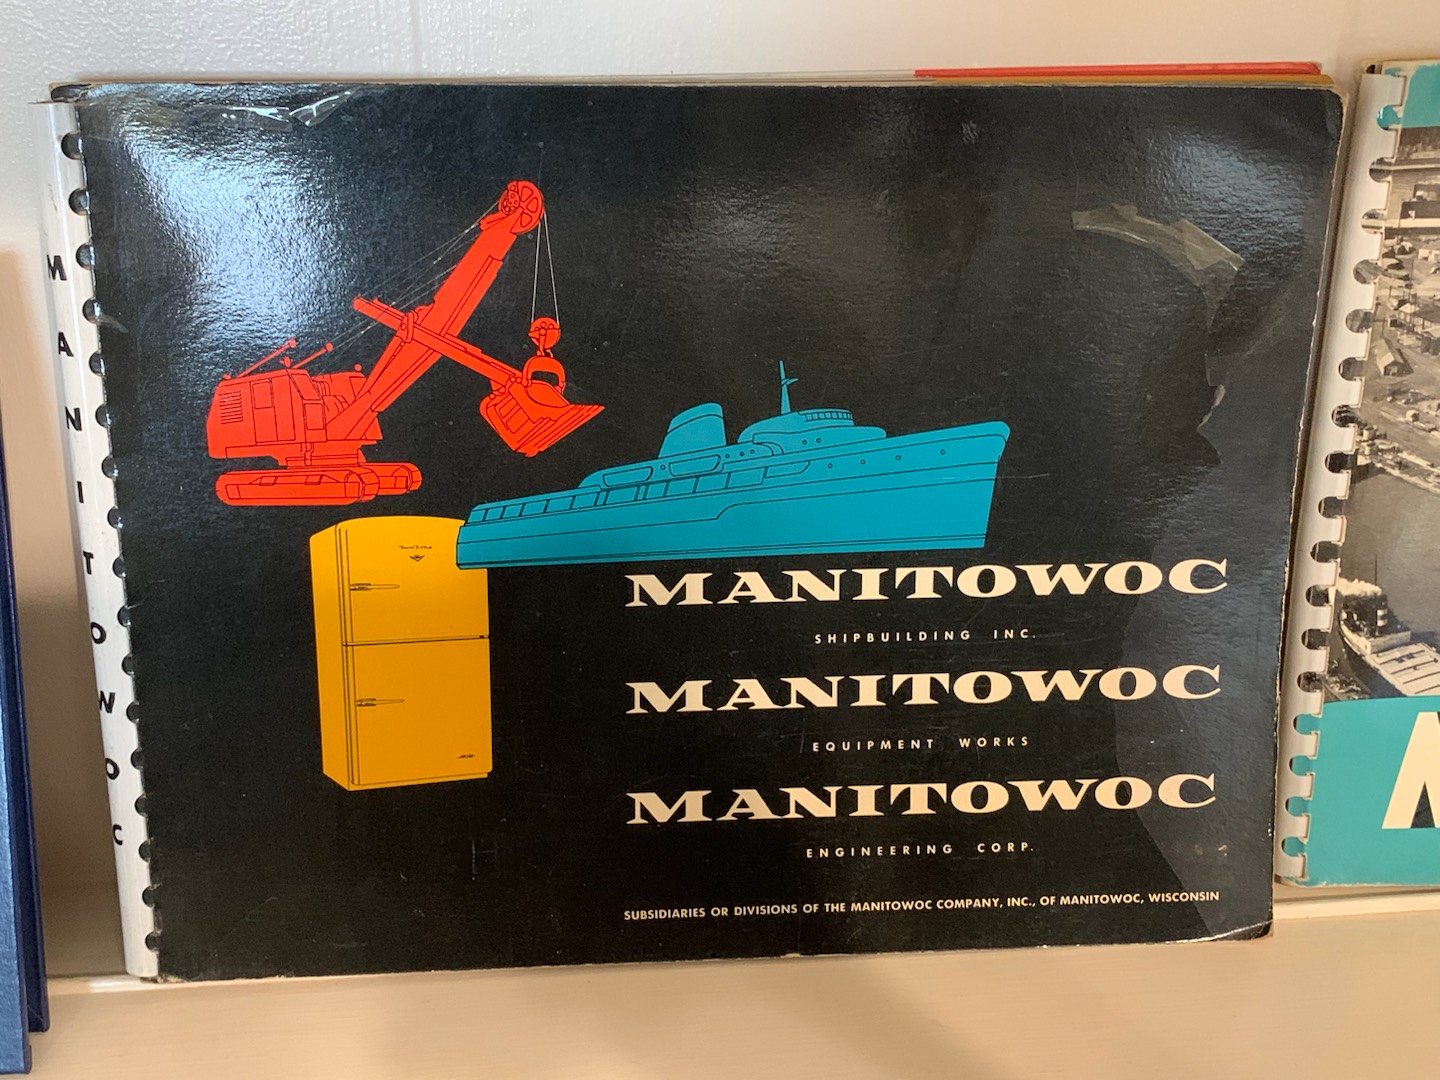 MANITOWOC
MANITOWOC
SHIPBUILDING INC.
MANITOWOC
EQUIPMENT WORKS
MANITOWOC
ENGINEERING CORP.
SUBSIDIARIES OR DIVISIONS OF THE MANITOWOC COMPANY, INC., OF MANITOWOC, WISCONSIN